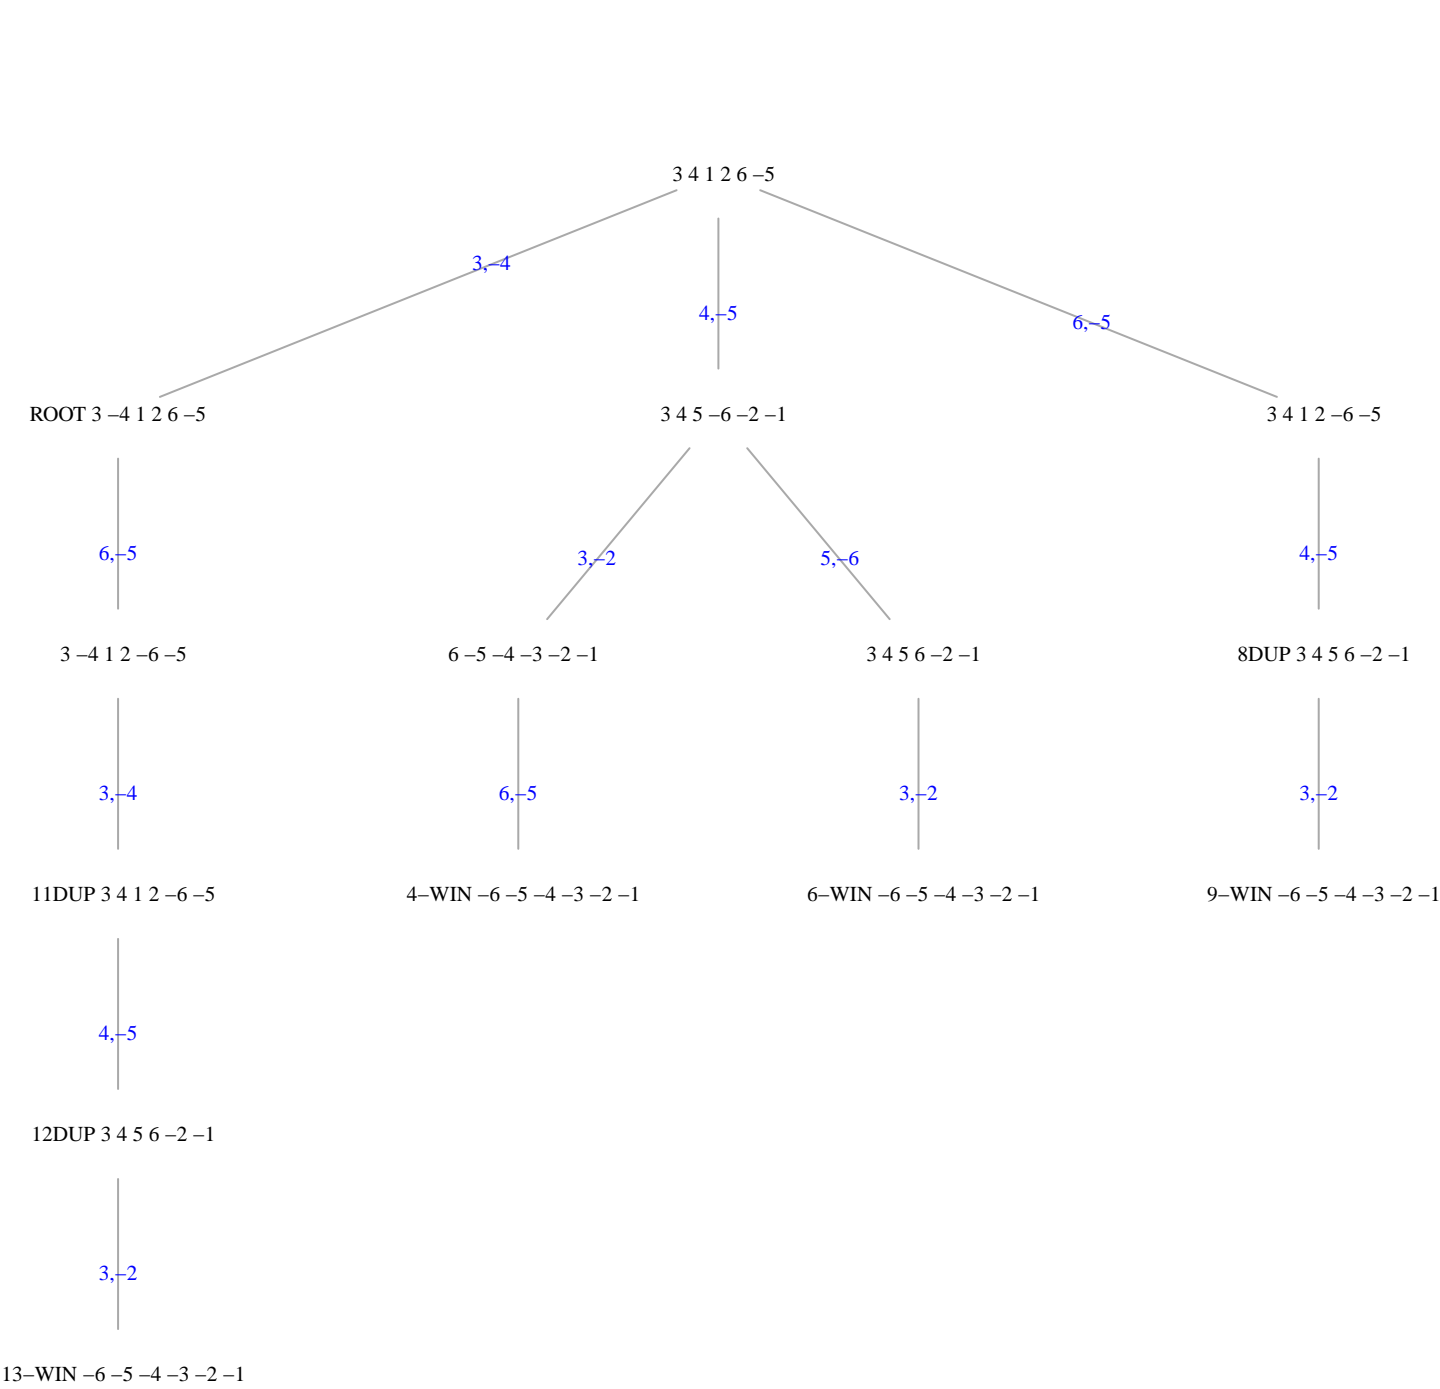 3 4 1 2 6 –5
3,–4
4,–5
6,–5
ROOT 3 –4 1 2 6 –5
3 4 5 –6 –2 –1
3 4 1 2 –6 –5
6,–5
3,–2
5,–6
4,–5
3 –4 1 2 –6 –5
6 –5 –4 –3 –2 –1
3 4 5 6 –2 –1
8DUP 3 4 5 6 –2 –1
3,–4
6,–5
3,–2
3,–2
11DUP 3 4 1 2 –6 –5
4–WIN –6 –5 –4 –3 –2 –1
6–WIN –6 –5 –4 –3 –2 –1
9–WIN –6 –5 –4 –3 –2 –1
4,–5
12DUP 3 4 5 6 –2 –1
3,–2
13–WIN –6 –5 –4 –3 –2 –1